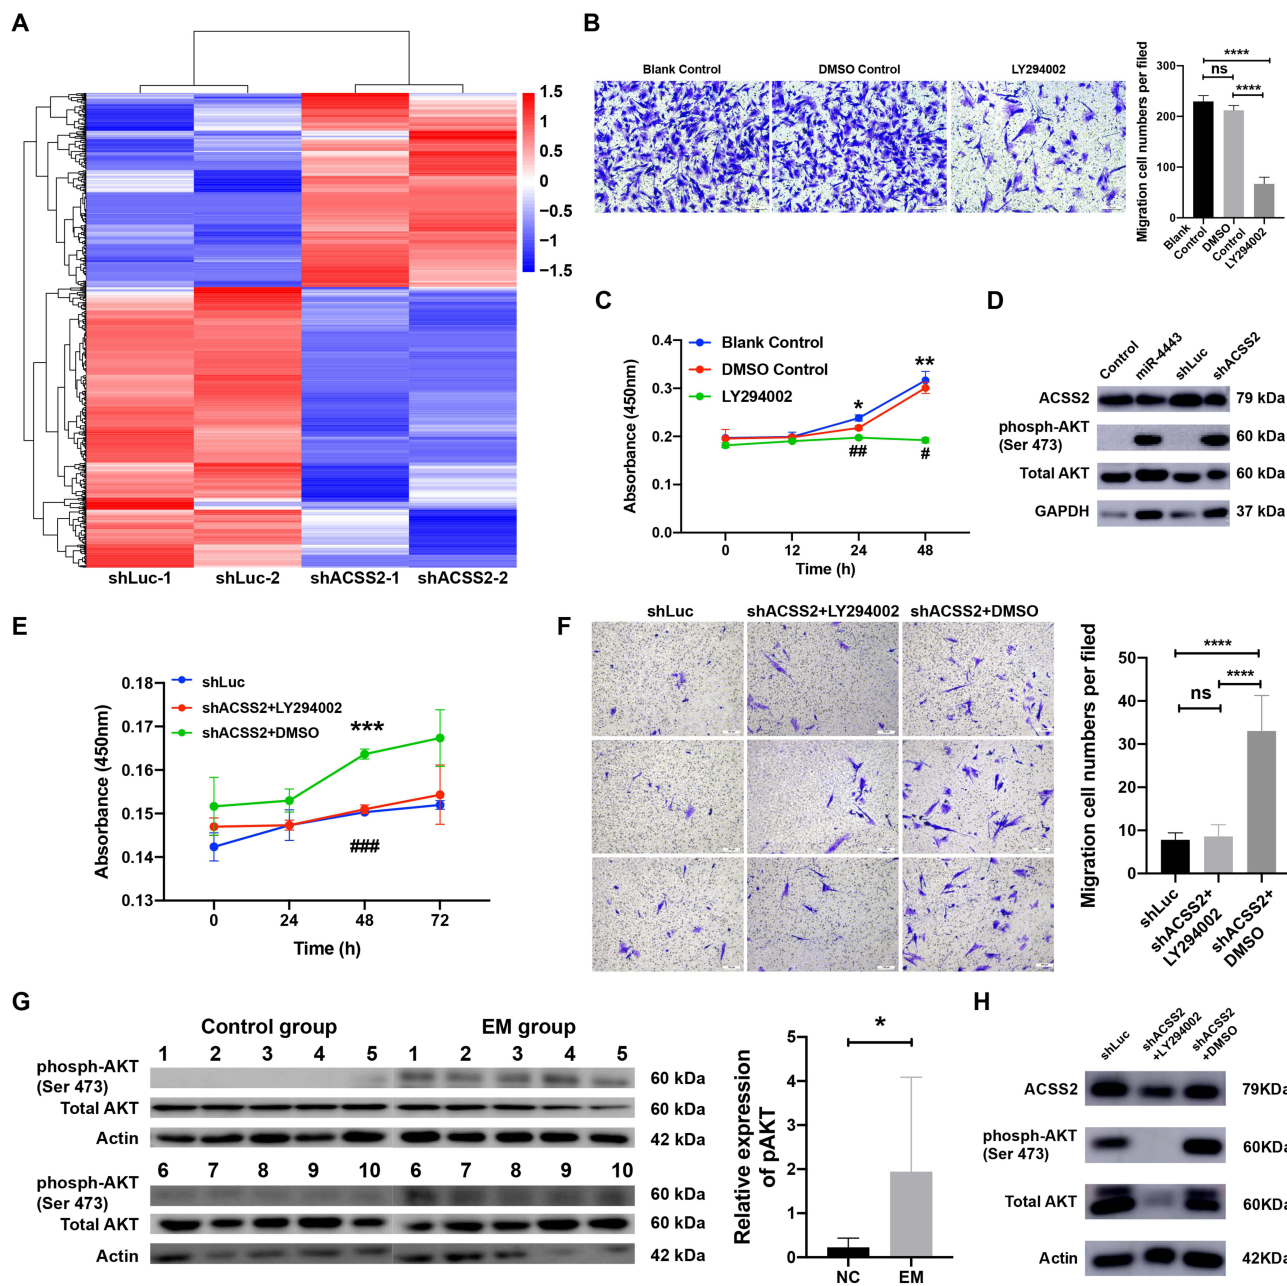 A
1.5
1
0.5
0
−0.5
−1
−1.5
shLuc-1 shLuc-2 shACSS2-1 shACSS2-2
B
Blank Control DMSO Control LY294002
Migration cell numbers per filed
300
200
100
0
****
ns
****
Blank Control
DMSO Control
LY294002
C
Blank Control
DMSO Control
LY294002
Absorbance (450nm)
0.4
0.3
0.2
0.1
0.0
*
**
##
#
0 12 24 48
Time (h)
D
Control miR-4443 shLuc shACSS2
ACSS2 79 kDa
phosph-AKT
(Ser 473)
60 kDa
Total AKT 60 kDa
GAPDH 37 kDa
E
shLuc
shACSS2+LY294002
shACSS2+DMSO
Absorbance (450nm)
0.18
0.17
0.16
0.15
0.14
0.13
***
###
0 24 48 72
Time (h)
F
shLuc shACSS2+LY294002 shACSS2+DMSO
Migration cell numbers per filed
50
40
30
20
10
0
****
ns
****
shLuc
shACSS2+
LY294002
shACSS2+
DMSO
G
Control group EM group
1 2 3 4 5 1 2 3 4 5
phosph-AKT
(Ser 473)
60 kDa
Total AKT 60 kDa
Actin 42 kDa
6 7 8 9 10 6 7 8 9 10
phosph-AKT
(Ser 473)
60 kDa
Total AKT 60 kDa
Actin 42 kDa
Relative expression
of pAKT
5
4
3
2
1
0
*
NC EM
H
shLuc
shACSS2
+LY294002
shACSS2
+DMSO
ACSS2 79KDa
phosph-AKT
(Ser 473)
60KDa
Total AKT 60KDa
Actin 42KDa